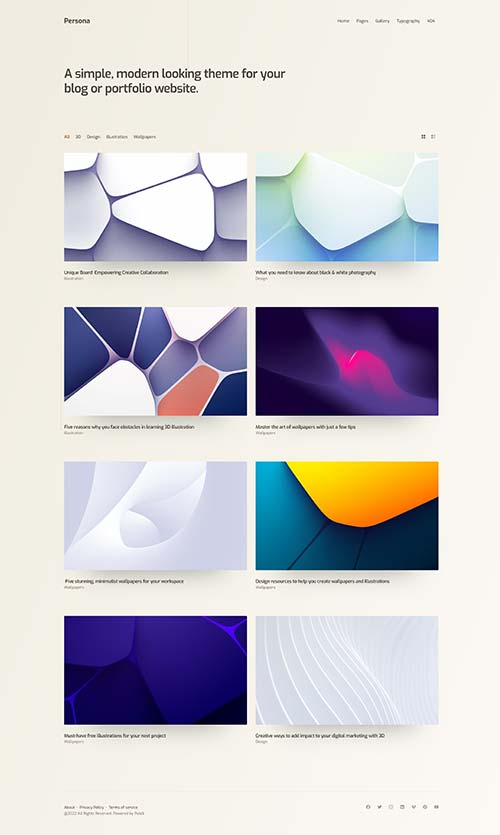 Persona
Home Pages Gallery Typography 404
A simple, modern looking theme for your
blog or portfolio website.
All 3D Design Illustration Wallpapers
Unique Board: Empowering Creative Collaboration
Illustration
What you need to know about black & white photography
Design
Five reasons why you face obstacles in learning 3D illustration
Illustration
Master the art of wallpapers with just a few tips
Wallpapers
Five stunning, minimalist wallpapers for your workspace
Wallpapers
Design resources to help you create wallpapers and illustrations
Wallpapers
Must-have free illustrations for your next project
Wallpapers
Creative ways to add impact to your digital marketing with 3D
Design
About • Privacy Policy • Terms of service
©2022 All Rights Reserved. Powered by